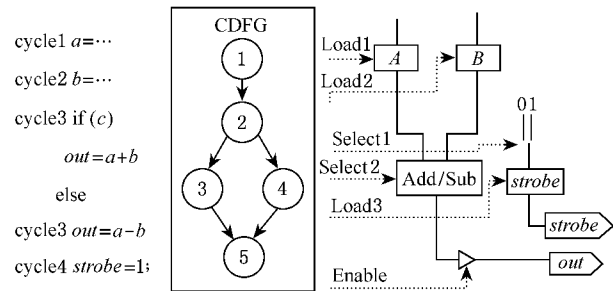 cycle1 a=⋯
cycle2 b=⋯
cycle3 if (c)
out=a+b
else
cycle3 out=a−b
cycle4 strobe=1;
CDFG
1
2
3
4
5
Load1
A
B
Load2
01
Select1
Select2
Add/Sub
strobe
Load3
strobe
out
Enable